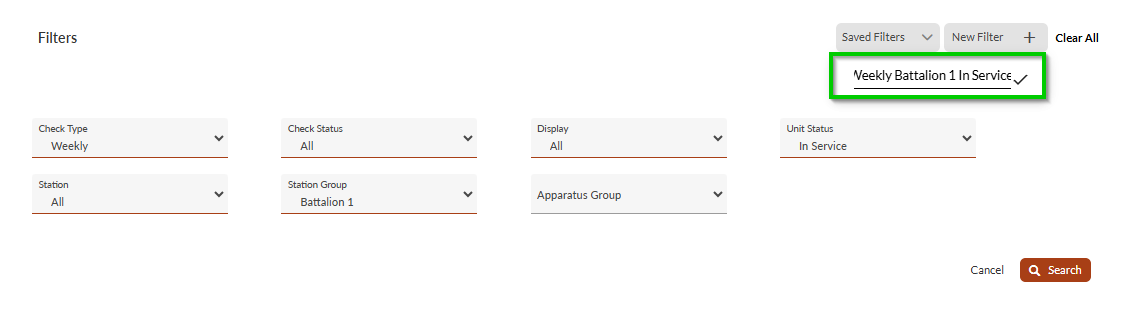 Filters
Saved Filters
New Filter
Clear All
Weekly Battalion 1 In Service
Check Type
Weekly
Check Status
All
Display
All
Unit Status
In Service
Station
All
Station Group
Battalion 1
Apparatus Group
Cancel
Search